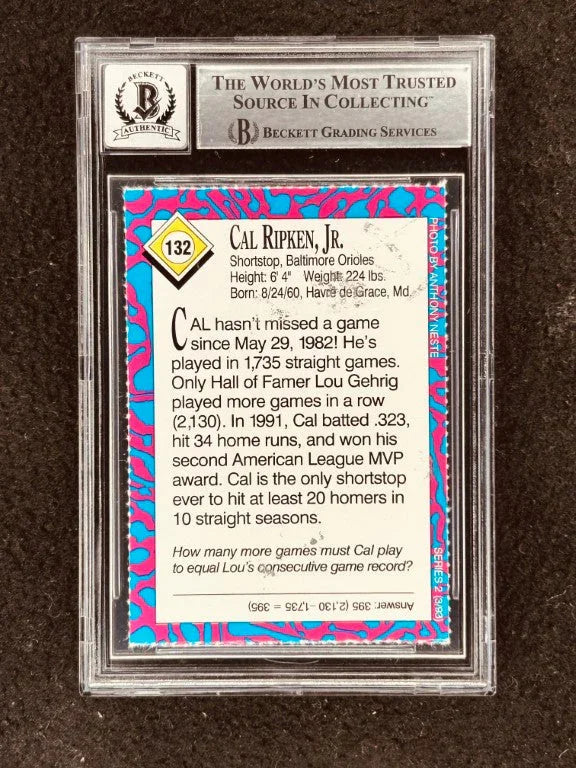 BECKETT
B
AUTHENTIC
THE WORLD'S MOST TRUSTED
SOURCE IN COLLECTING™
B BECKETT GRADING SERVICES
132
CAL RIPKEN, JR.
Shortstop, Baltimore Orioles
Height: 6' 4" Weight: 224 lbs.
Born: 8/24/60, Havre de Grace, Md.
CAL hasn't missed a game
since May 29, 1982! He's
played in 1,735 straight games.
Only Hall of Famer Lou Gehrig
played more games in a row
(2,130). In 1991, Cal batted .323,
hit 34 home runs, and won his
second American League MVP
award. Cal is the only shortstop
ever to hit at least 20 homers in
10 straight seasons.
How many more games must Cal play
to equal Lou's consecutive game record?
Answer: 395 (2,130–1,735 = 395)
PHOTO BY ANTHONY NESTE
SERIES 2 (3/93)